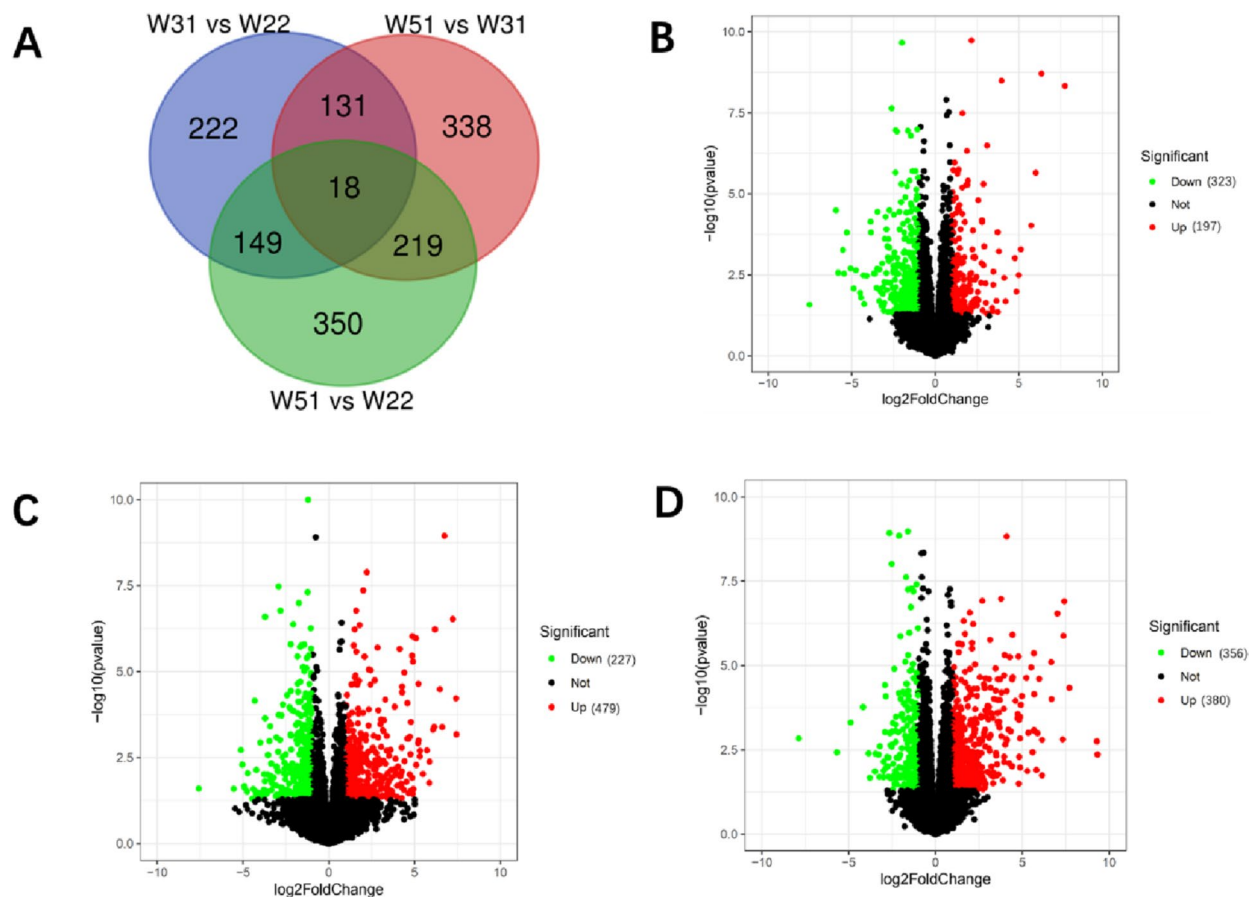 A
W31 vs W22
W51 vs W31
222
131
338
18
149
219
350
W51 vs W22
B
10.0
7.5
5.0
2.5
0.0
-log10(pvalue)
-10
-5
0
5
10
log2FoldChange
Significant
Down (323)
Not
Up (197)
C
10.0
7.5
5.0
2.5
0.0
-log10(pvalue)
-10
-5
0
5
10
log2FoldChange
Significant
Down (227)
Not
Up (479)
D
10.0
7.5
5.0
2.5
0.0
-log10(pvalue)
-10
-5
0
5
10
log2FoldChange
Significant
Down (356)
Not
Up (380)